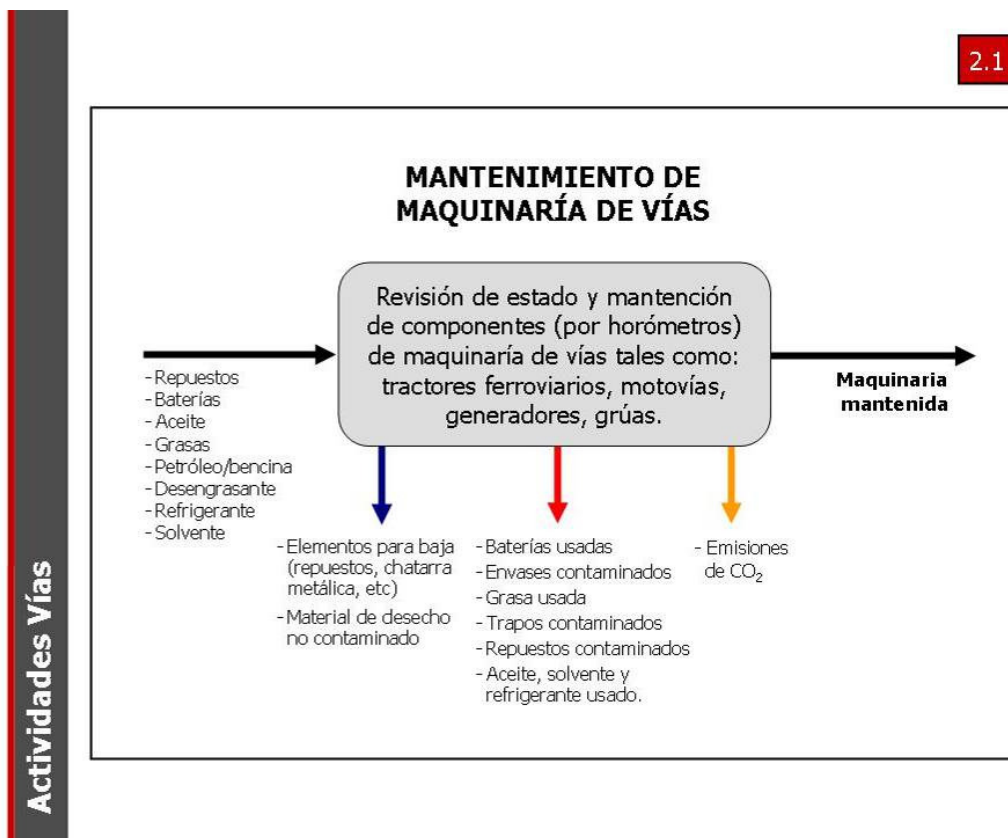 2.1
MANTENIMIENTO DE
MAQUINARÍA DE VÍAS
Revisión de estado y mantención
de componentes (por horómetros)
de maquinaría de vías tales como:
tractores ferroviarios, motovías,
generadores, grúas.
- Repuestos
- Baterías
- Aceite
- Grasas
- Petróleo/bencina
- Desengrasante
- Refrigerante
- Solvente
Maquinaria
mantenida
- Elementos para baja
(repuestos, chatarra
metálica, etc)
- Material de desecho
no contaminado
- Baterías usadas
- Envases contaminados
- Grasa usada
- Trapos contaminados
- Repuestos contaminados
- Aceite, solvente y
refrigerante usado.
- Emisiones
de CO₂
Actividades Vías